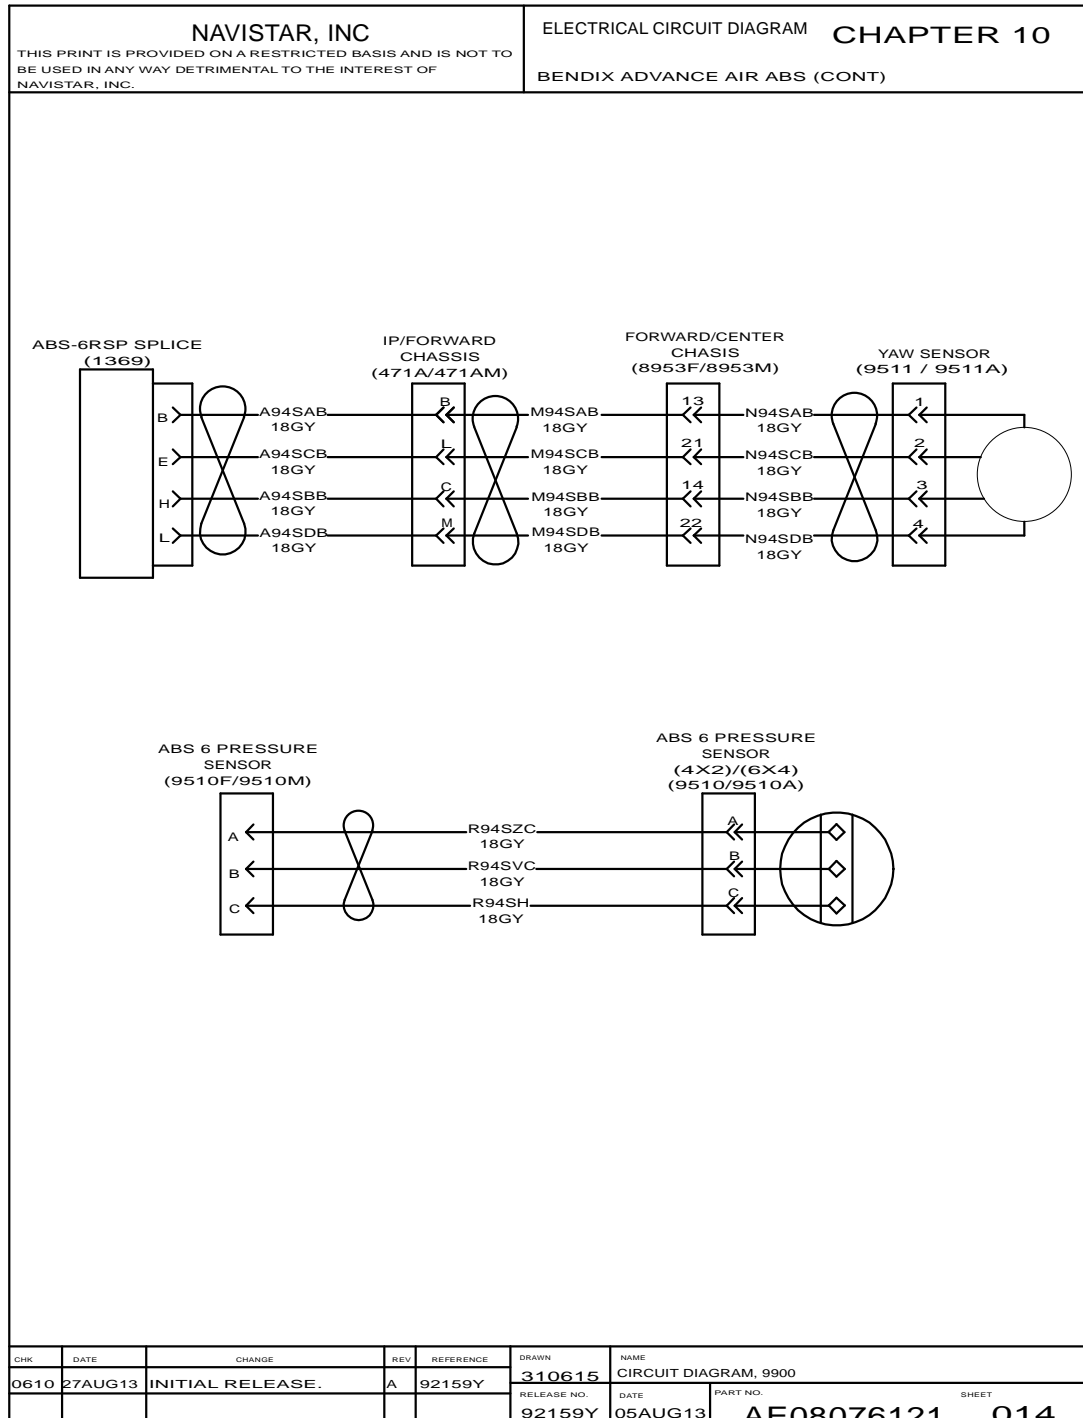 NAVISTAR, INC
THIS PRINT IS PROVIDED ON A RESTRICTED BASIS AND IS NOT TO
BE USED IN ANY WAY DETRIMENTAL TO THE INTEREST OF
NAVISTAR, INC.
ELECTRICAL CIRCUIT DIAGRAM CHAPTER 10
BENDIX ADVANCE AIR ABS (CONT)
ABS-6RSP SPLICE
(1369)
IP/FORWARD
CHASSIS
(471A/471AM)
FORWARD/CENTER
CHASIS
(8953F/8953M)
YAW SENSOR
(9511 / 9511A)
B A94SAB B M94SAB 13 N94SAB 1
18GY 18GY 18GY
E A94SCB L M94SCB 21 N94SCB 2
18GY 18GY 18GY
H A94SBB C M94SBB 14 N94SBB 3
18GY 18GY 18GY
L A94SDB M M94SDB 22 N94SDB 4
18GY 18GY 18GY
ABS 6 PRESSURE
SENSOR
(9510F/9510M)
ABS 6 PRESSURE
SENSOR
(4X2)/(6X4)
(9510/9510A)
A R94SZC A
18GY
B R94SVC B
18GY
C R94SH C
18GY
CHK DATE CHANGE REV REFERENCE
0610 27AUG13 INITIAL RELEASE. A 92159Y
DRAWN
310615
NAME
CIRCUIT DIAGRAM, 9900
RELEASE NO.
92159Y
DATE
05AUG13
PART NO.
AE08076121
SHEET
014